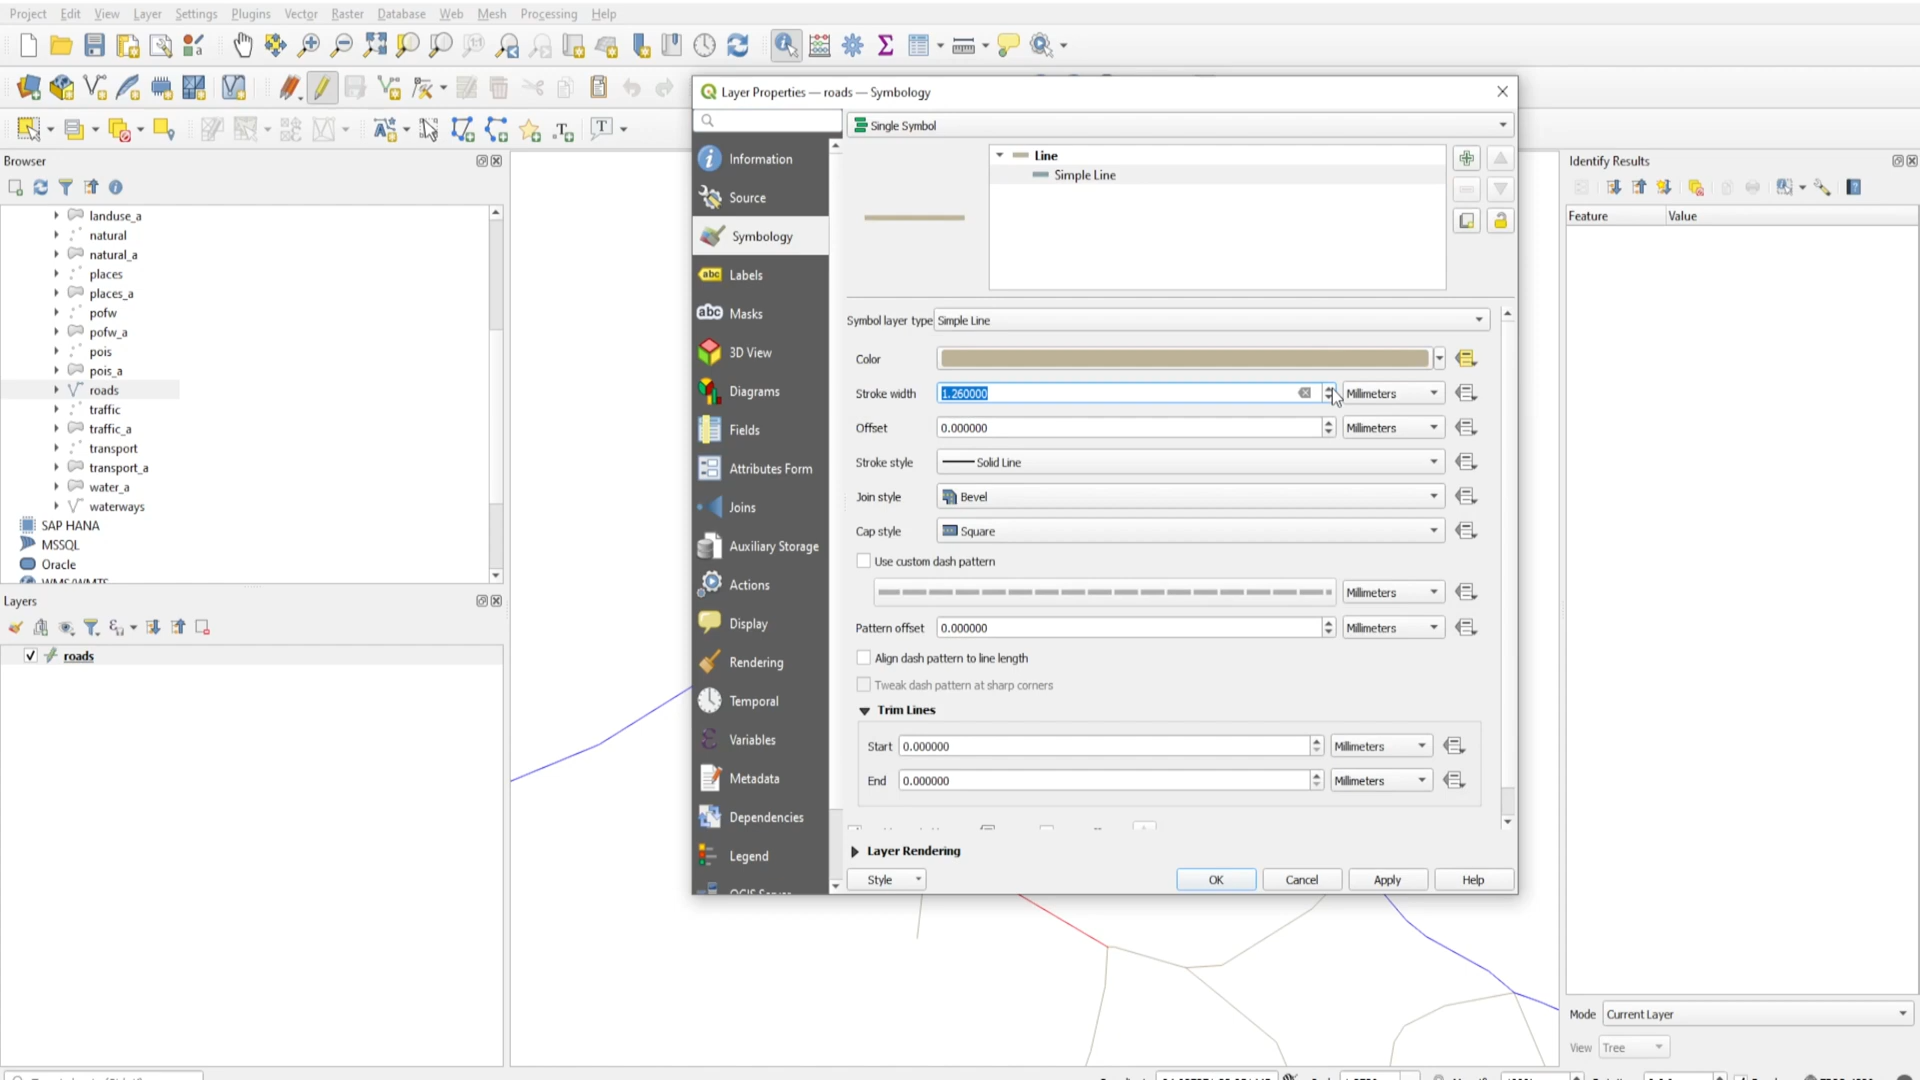 Project Edit View Layer Settings Plugins Vector Raster Database Web Mesh Processing Help
Browser
landuse_a
natural
natural_a
places
places_a
pofw
pofw_a
pois
pois_a
roads
traffic
traffic_a
transport
transport_a
water_a
waterways
SAP HANA
MSSQL
Oracle
WMS/WMTS
Layers
roads
Layer Properties — roads — Symbology
Information
Source
Symbology
abc Labels
abc Masks
3D View
Diagrams
Fields
Attributes Form
Joins
Auxiliary Storage
Actions
Display
Rendering
Temporal
Variables
Metadata
Dependencies
Legend
QGIS Server
Single Symbol
Line
Simple Line
Symbol layer type Simple Line
Color
Stroke width 1.260000 Millimeters
Offset 0.000000 Millimeters
Stroke style Solid Line
Join style Bevel
Cap style Square
Use custom dash pattern
Millimeters
Pattern offset 0.000000 Millimeters
Align dash pattern to line length
Tweak dash pattern at sharp corners
Trim Lines
Start 0.000000 Millimeters
End 0.000000 Millimeters
Layer Rendering
Style OK Cancel Apply Help
Identify Results
Feature Value
Mode Current Layer
View Tree